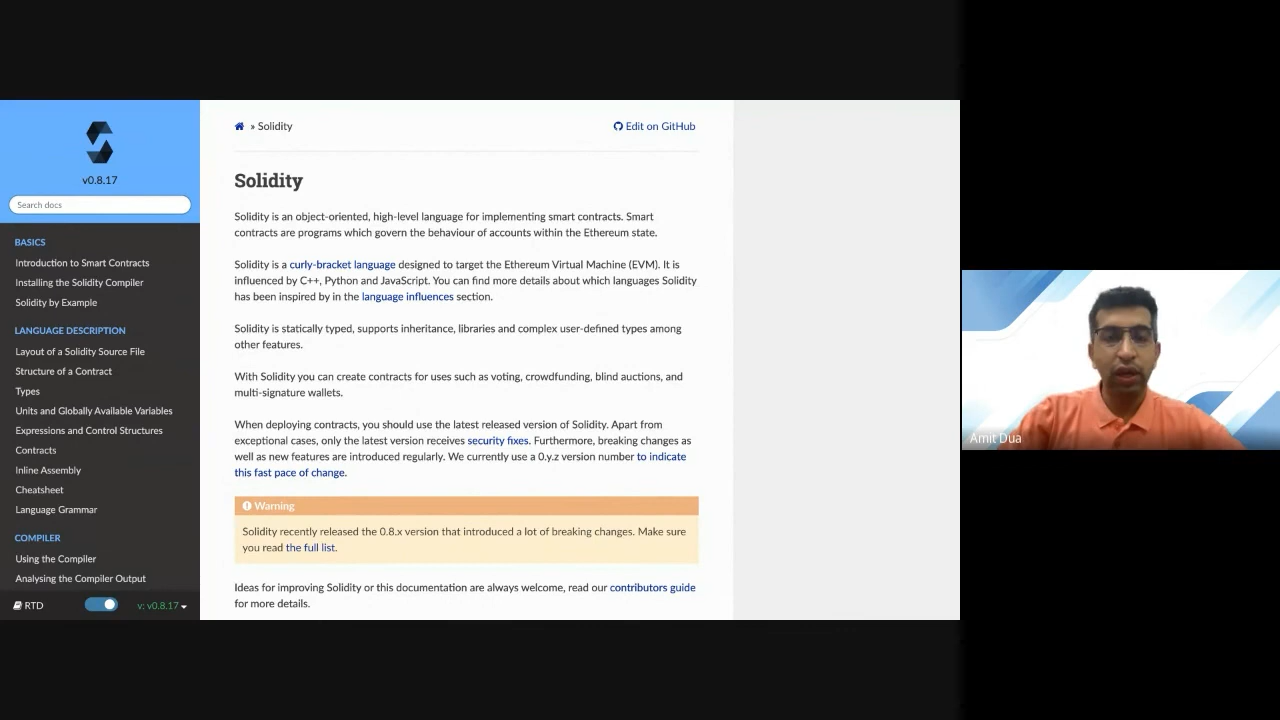 v0.8.17
Search docs
BASICS
Introduction to Smart Contracts
Installing the Solidity Compiler
Solidity by Example
LANGUAGE DESCRIPTION
Layout of a Solidity Source File
Structure of a Contract
Types
Units and Globally Available Variables
Expressions and Control Structures
Contracts
Inline Assembly
Cheatsheet
Language Grammar
COMPILER
Using the Compiler
Analysing the Compiler Output
RTD
v: v0.8.17
» Solidity
Edit on GitHub
Solidity
Solidity is an object-oriented, high-level language for implementing smart contracts. Smart
contracts are programs which govern the behaviour of accounts within the Ethereum state.
Solidity is a curly-bracket language designed to target the Ethereum Virtual Machine (EVM). It is
influenced by C++, Python and JavaScript. You can find more details about which languages Solidity
has been inspired by in the language influences section.
Solidity is statically typed, supports inheritance, libraries and complex user-defined types among
other features.
With Solidity you can create contracts for uses such as voting, crowdfunding, blind auctions, and
multi-signature wallets.
When deploying contracts, you should use the latest released version of Solidity. Apart from
exceptional cases, only the latest version receives security fixes. Furthermore, breaking changes as
well as new features are introduced regularly. We currently use a 0.y.z version number to indicate
this fast pace of change.
Warning
Solidity recently released the 0.8.x version that introduced a lot of breaking changes. Make sure
you read the full list.
Ideas for improving Solidity or this documentation are always welcome, read our contributors guide
for more details.
Amit Dua